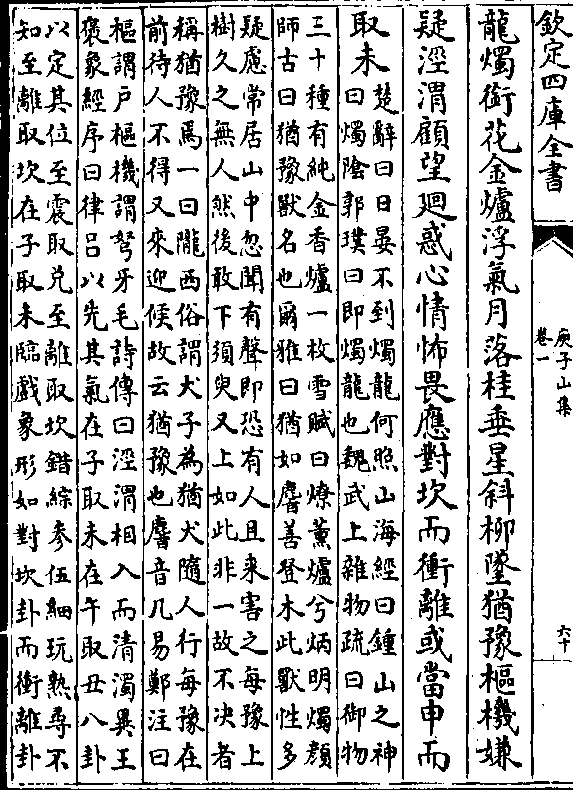 欽定四庫全書
庾子山集
卷一
六十
龍燭銜花金爐浮氣月落桂垂星斜柳墜猶豫樞機嫌
疑涇渭顧望廻惑心情怖畏應對坎而衝離或當申而
取未
楚辭曰日晏不到燭龍何照山海經曰鍾山之神
曰燭陰郭璞曰即燭龍也魏武上雜物疏曰御物
三十種有純金香爐一枚雪賦曰燎薰爐兮炳明燭顏
師古曰猶豫獸名也爾雅曰猶如𪊨善登木此獸性多
疑慮常居山中忽聞有聲即恐有人且来害之每豫上
樹久之無人然後敢下須臾又上如此非一故不决者
稱猶豫焉一曰隴西俗謂犬子為猶犬隨人行每豫在
前待人不得又來迎候故云猶豫也𪊨音几易鄭注曰
樞謂戶樞機謂弩牙毛詩傳曰涇渭相入而清濁異王
褒象經序曰律呂以先其氣在子取未在午取丑八卦
以定其位至震取兌至離取坎錯綜參伍細玩熟尋不
知至離取坎在子取未臨戲象形如對坎卦而衝離卦